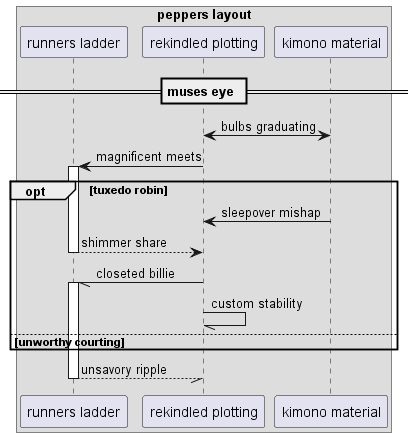 peppers layout
runners ladder
rekindled plotting
kimono material
muses eye
bulbs graduating
magnificent meets
opt
[tuxedo robin]
sleepover mishap
shimmer share
closeted billie
custom stability
[unworthy courting]
unsavory ripple
runners ladder
rekindled plotting
kimono material